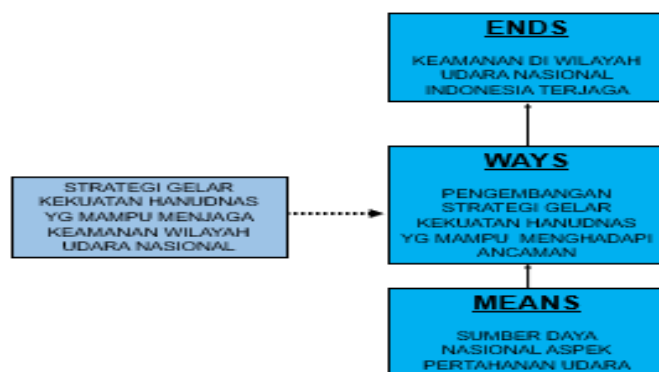 ENDS
KEAMANAN DI WILAYAH
UDARA NASIONAL
INDONESIA TERJAGA
STRATEGI GELAR
KEKUATAN HANUDNAS
YG MAMPU MENJAGA
KEAMANAN WILAYAH
UDARA NASIONAL
WAYS
PENGEMBANGAN
STRATEGI GELAR
KEKUATAN HANUDNAS
YG MAMPU MENGHADAPI
ANCAMAN
MEANS
SUMBER DAYA
NASIONAL ASPEK
PERTAHANAN UDARA